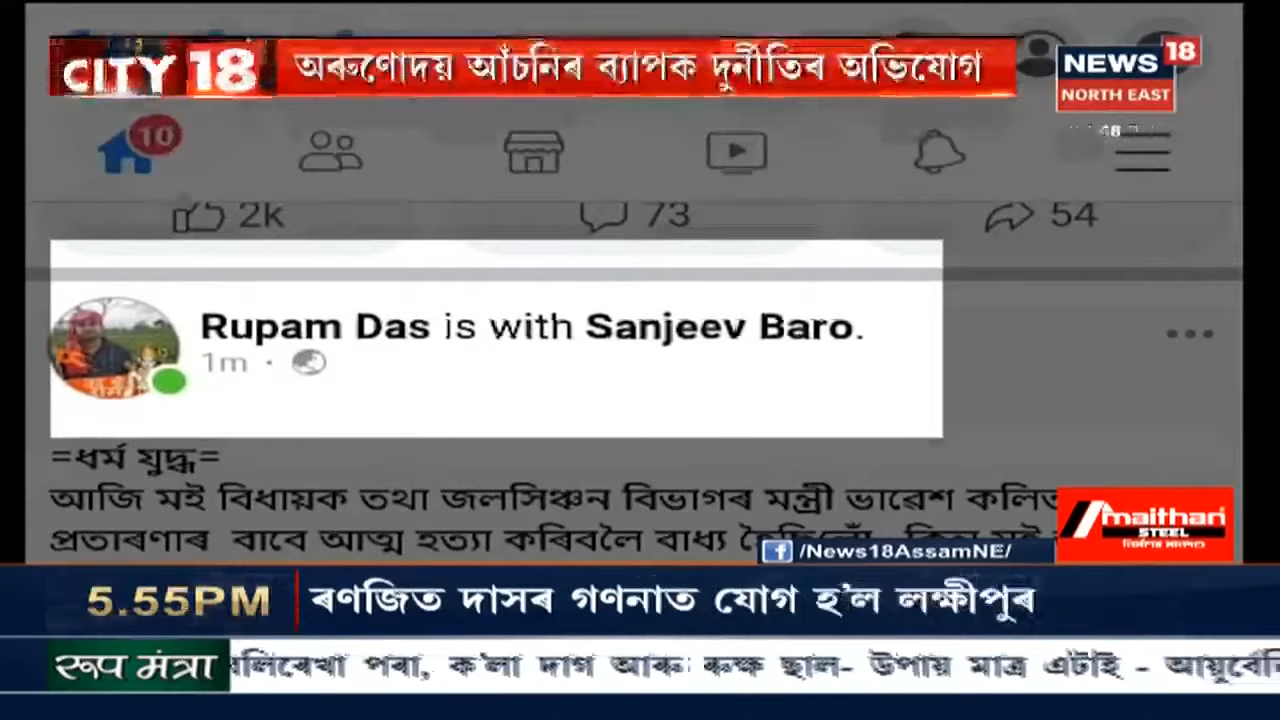 CITY 18
অৰুণোদয় আঁচনিৰ ব্যাপক দুৰ্নীতিৰ অভিযোগ
NEWS 18
NORTH EAST
10
2k 73 54
Rupam Das is with Sanjeev Baro.
1m ·
=ধৰ্ম যুদ্ধ=
আজি মই বিধায়ক তথা জলসিঞ্চন বিভাগৰ মন্ত্ৰী ভাৱেশ কলিত
প্ৰতাৰণাৰ বাবে আত্ম হত্যা কৰিবলৈ বাধ্য
maithan
STEEL
/News18AssamNE/
5.55PM ৰণজিত দাসৰ গণনাত যোগ হ'ল লক্ষীপুৰ
ৰূপ মন্ত্ৰা
পৰা, ক'লা দাগ আৰু ৰুক্ষ ছাল- উপায় মাত্ৰ এটাই -